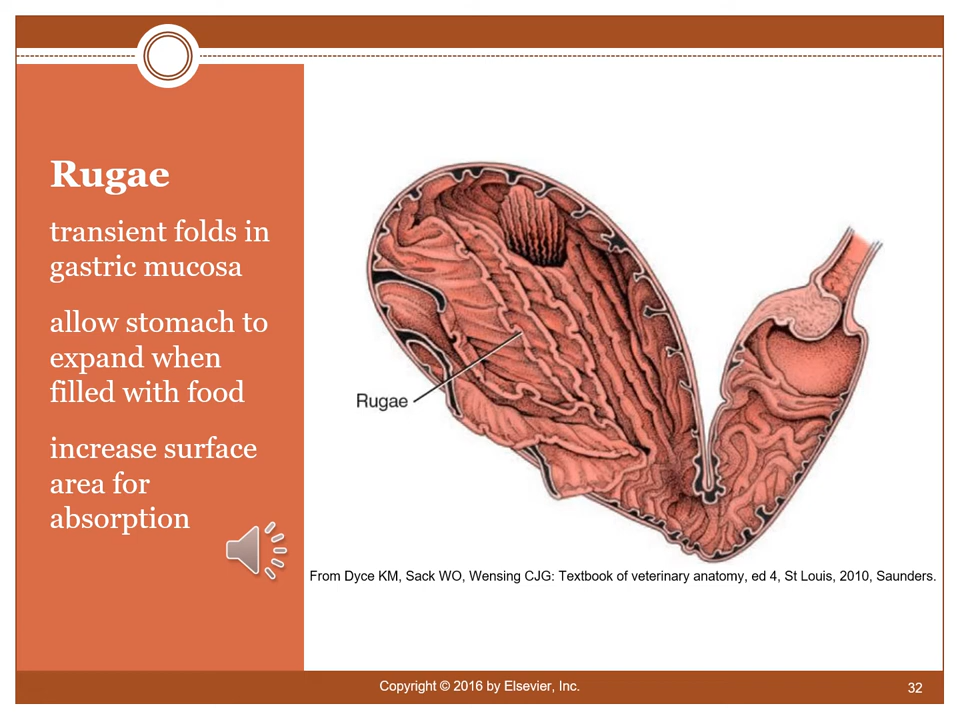 Rugae
transient folds in
gastric mucosa
allow stomach to
expand when
filled with food
increase surface
area for
absorption
Rugae
From Dyce KM, Sack WO, Wensing CJG: Textbook of veterinary anatomy, ed 4, St Louis, 2010, Saunders.
Copyright © 2016 by Elsevier, Inc.
32